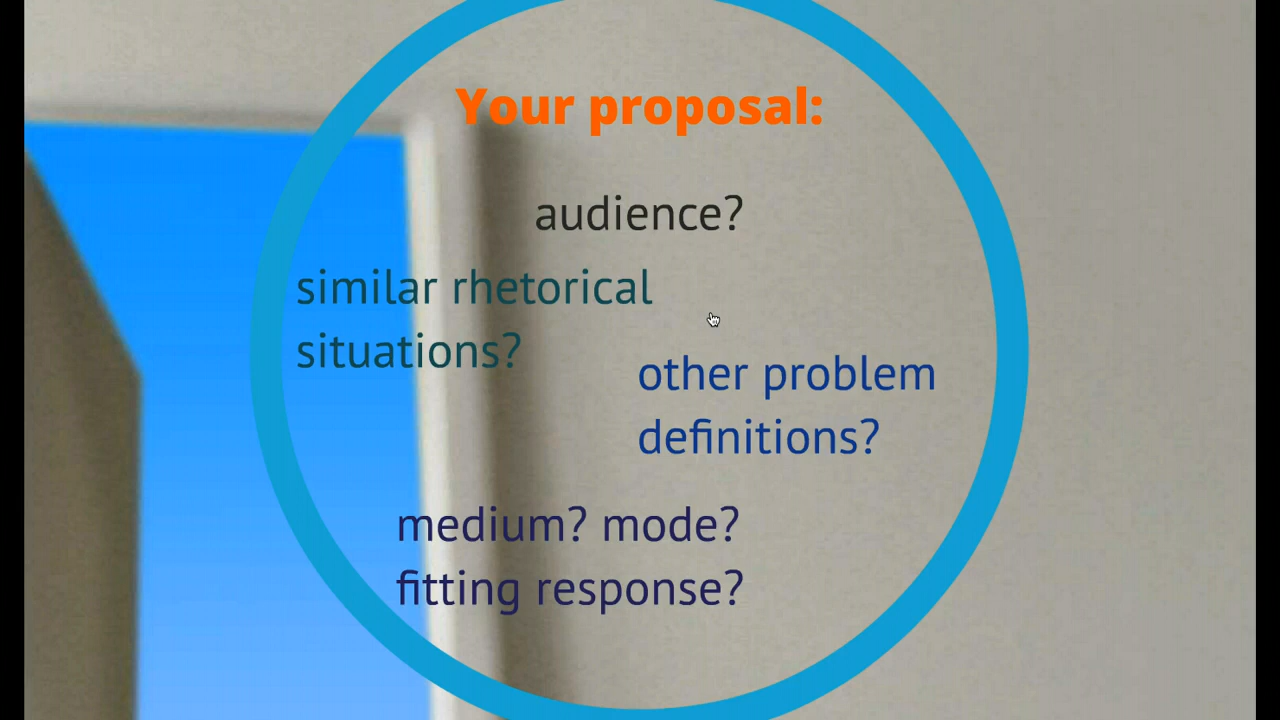 Your proposal:
audience?
similar rhetorical
situations?
other problem
definitions?
medium? mode?
fitting response?